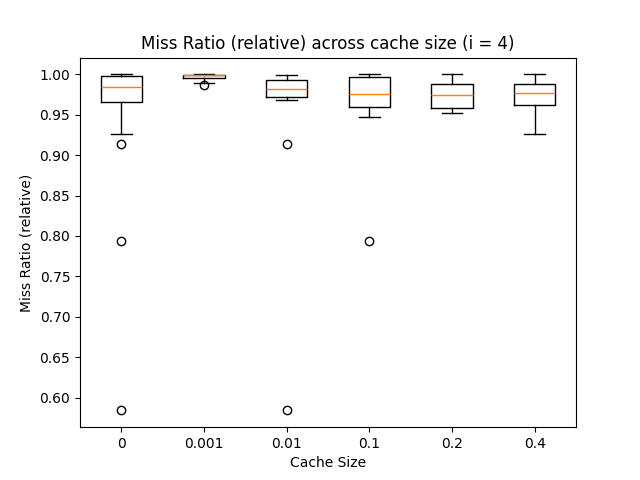 Miss Ratio (relative) across cache size (i = 4)
Miss Ratio (relative)
1.00
0.95
0.90
0.85
0.80
0.75
0.70
0.65
0.60
0 0.001 0.01 0.1 0.2 0.4
Cache Size